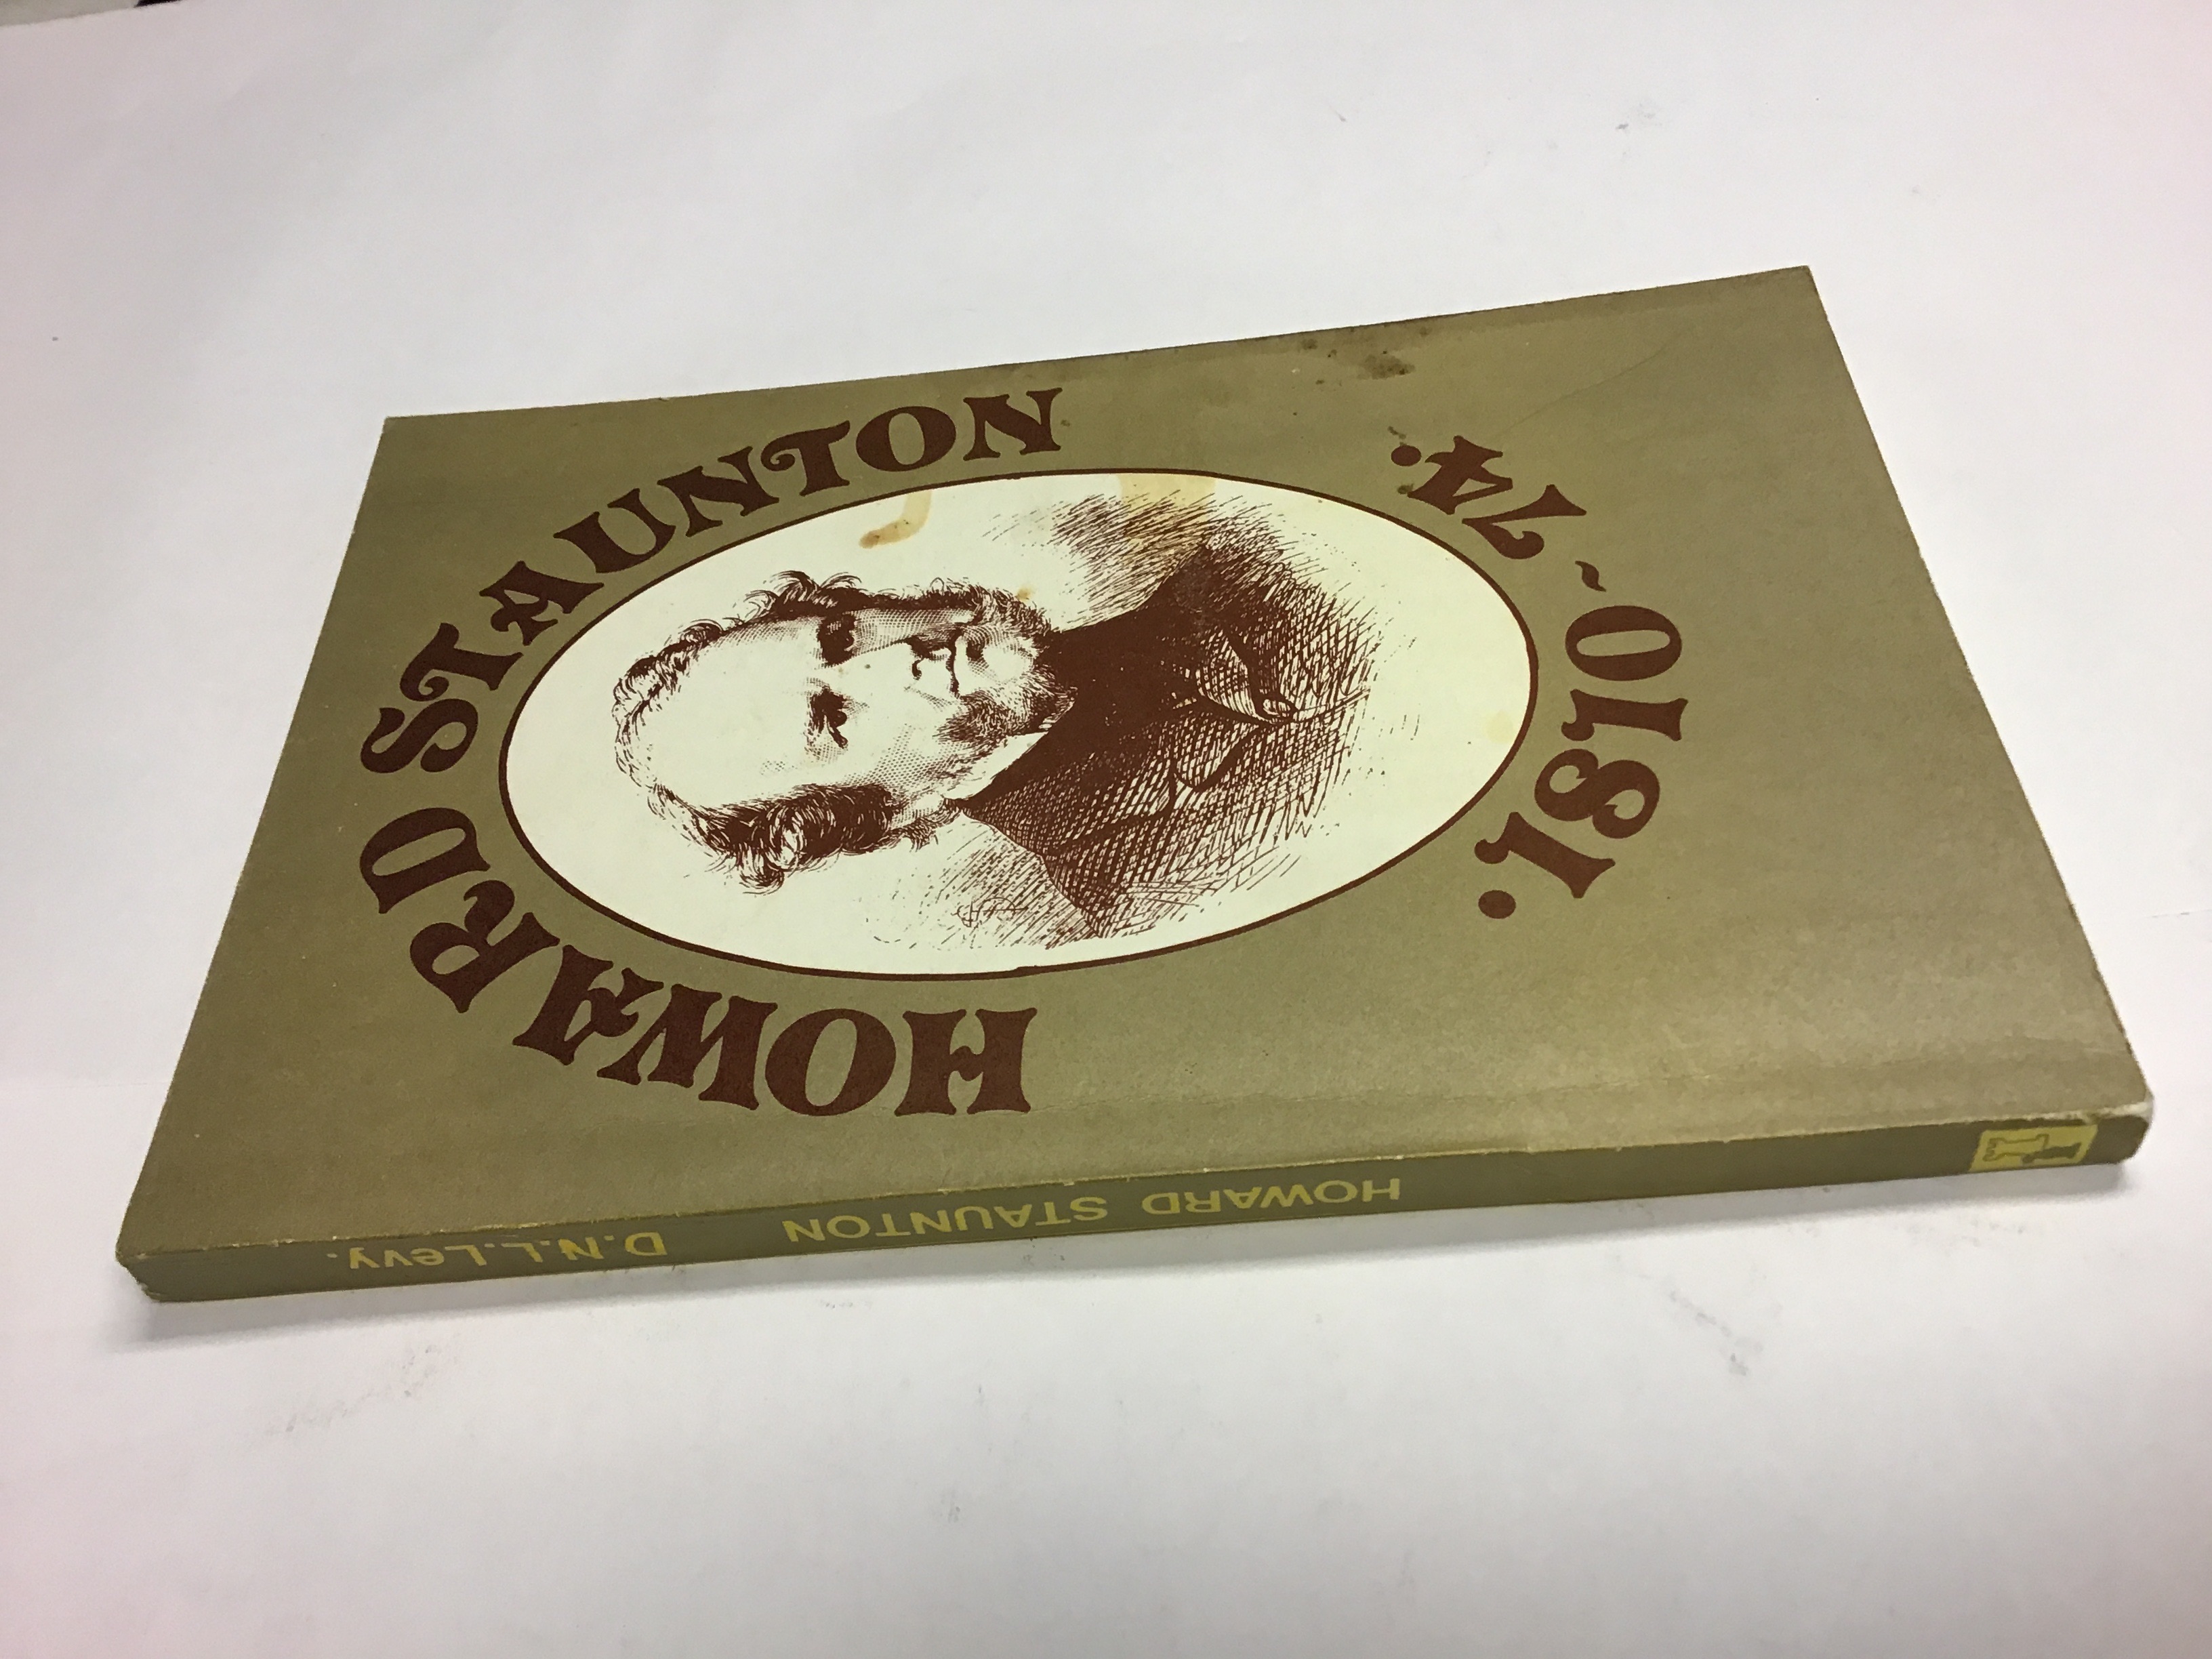 HOWARD STAUNTON
.1810-74.
HOWARD STAUNTON D.N.L.Levy.